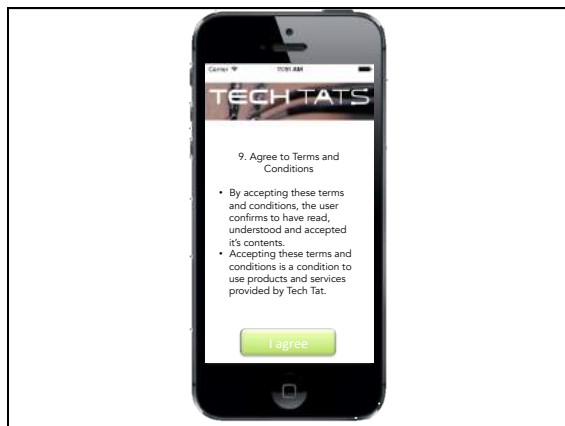 Carrier 11:51 AM
TECH TATS
9. Agree to Terms and
Conditions
• By accepting these terms
and conditions, the user
confirms to have read,
understood and accepted
it's contents.
• Accepting these terms and
conditions is a condition to
use products and services
provided by Tech Tat.
I agree